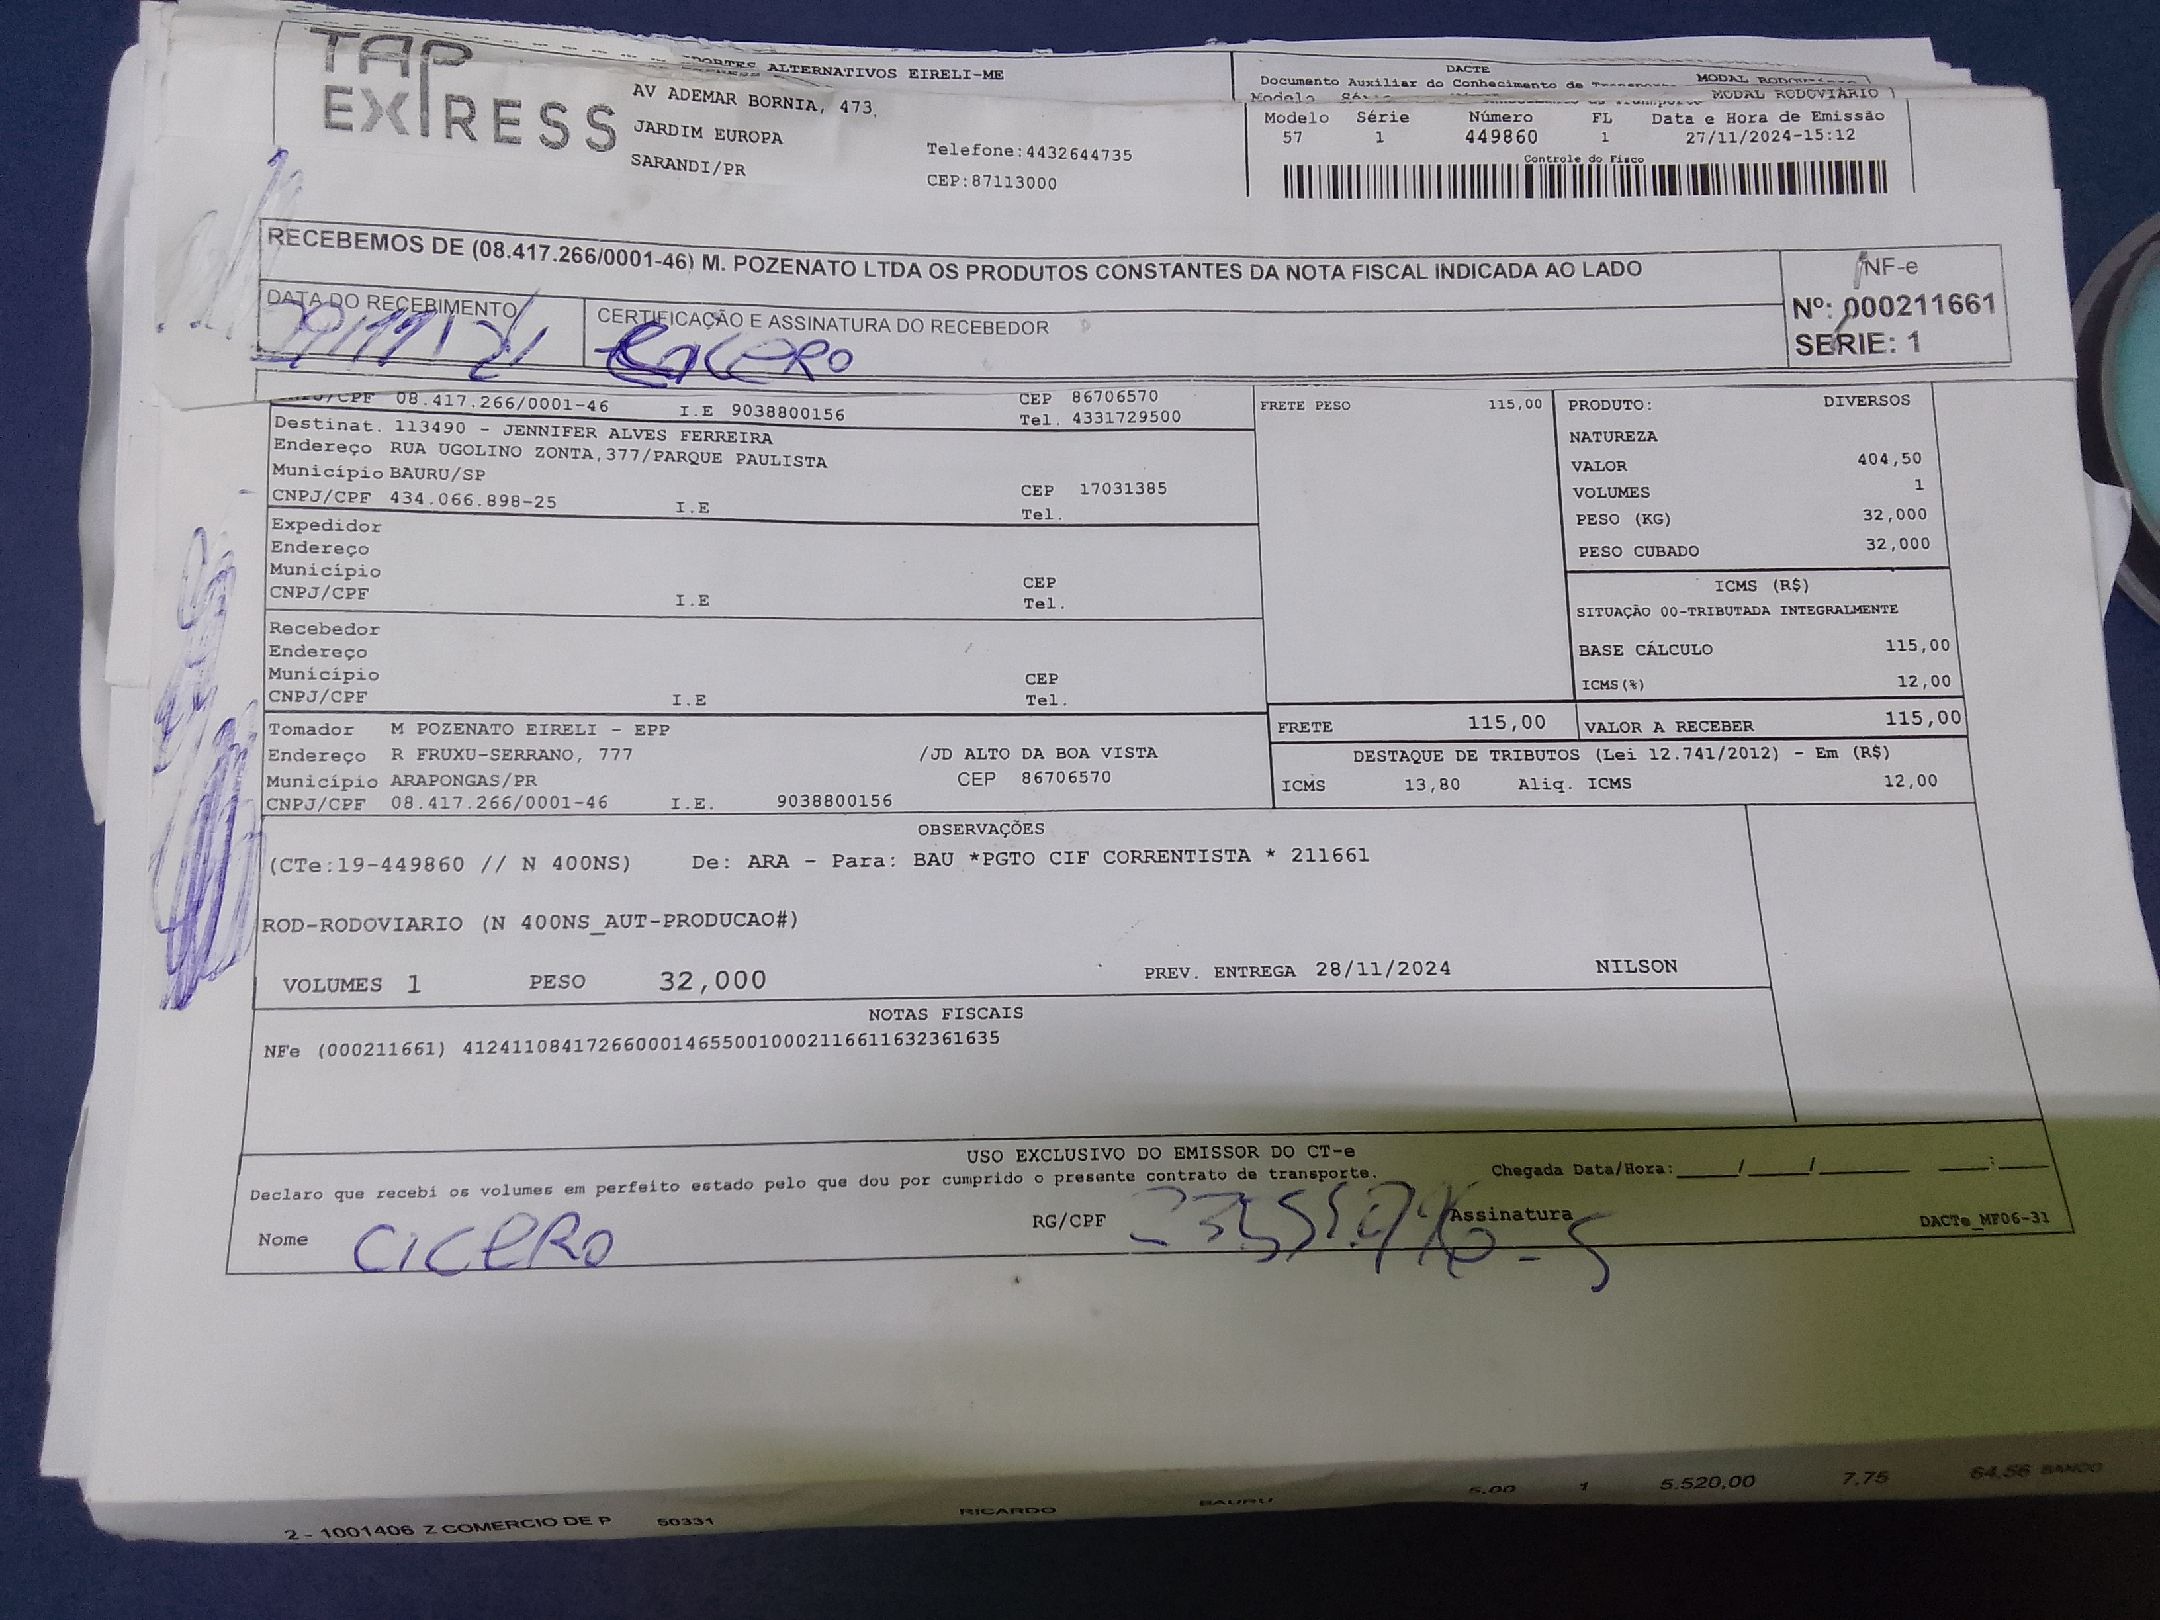 TAP
EXPRESS
ALTERNATIVOS EIRELI-ME
AV ADEMAR BORNIA, 473,
JARDIM EUROPA
SARANDI/PR
Telefone:4432644735
CEP:87113000
DACTE
Documento Auxiliar do Conhecimento de
MODAL RODOVIÁRIO
Modelo Série Número FL Data e Hora de Emissão
57 1 449860 1 27/11/2024-15:12
Controle do Fisco
RECEBEMOS DE (08.417.266/0001-46) M. POZENATO LTDA OS PRODUTOS CONSTANTES DA NOTA FISCAL INDICADA AO LADO
NF-e
Nº: 000211661
SERIE: 1
DATA DO RECEBIMENTO
CERTIFICAÇÃO E ASSINATURA DO RECEBEDOR
CICERO
CNPJ/CPF 08.417.266/0001-46 I.E 9038800156
CEP 86706570
Tel. 4331729500
Destinat. 113490 - JENNIFER ALVES FERREIRA
Endereço RUA UGOLINO ZONTA,377/PARQUE PAULISTA
Município BAURU/SP
CEP 17031385
CNPJ/CPF 434.066.898-25 I.E Tel.
Expedidor
Endereço
Município CEP
CNPJ/CPF I.E Tel.
Recebedor
Endereço
Município CEP
CNPJ/CPF I.E Tel.
Tomador M POZENATO EIRELI - EPP
Endereço R FRUXU-SERRANO, 777 /JD ALTO DA BOA VISTA
Município ARAPONGAS/PR CEP 86706570
CNPJ/CPF 08.417.266/0001-46 I.E. 9038800156
FRETE PESO 115,00
PRODUTO: DIVERSOS
NATUREZA
VALOR 404,50
VOLUMES 1
PESO (KG) 32,000
PESO CUBADO 32,000
ICMS (R$)
SITUAÇÃO 00-TRIBUTADA INTEGRALMENTE
BASE CÁLCULO 115,00
ICMS(%) 12,00
FRETE 115,00 VALOR A RECEBER 115,00
DESTAQUE DE TRIBUTOS (Lei 12.741/2012) - Em (R$)
ICMS 13,80 Aliq. ICMS 12,00
OBSERVAÇÕES
(CTe:19-449860 // N 400NS) De: ARA - Para: BAU *PGTO CIF CORRENTISTA * 211661
ROD-RODOVIARIO (N 400NS_AUT-PRODUCAO#)
VOLUMES 1 PESO 32,000 PREV. ENTREGA 28/11/2024 NILSON
NOTAS FISCAIS
NFe (000211661) 41241108417266000146550010002116611632361635
USO EXCLUSIVO DO EMISSOR DO CT-e
Declaro que recebi os volumes em perfeito estado pelo que dou por cumprido o presente contrato de transporte.
Chegada Data/Hora:____/____/______ ___:___
Nome CICERO RG/CPF Assinatura DACTe_MF06-31
2 - 1001406 Z COMERCIO DE P 50331 RICARDO BAURU 5.00 1 5.520,00 7,75 64,56